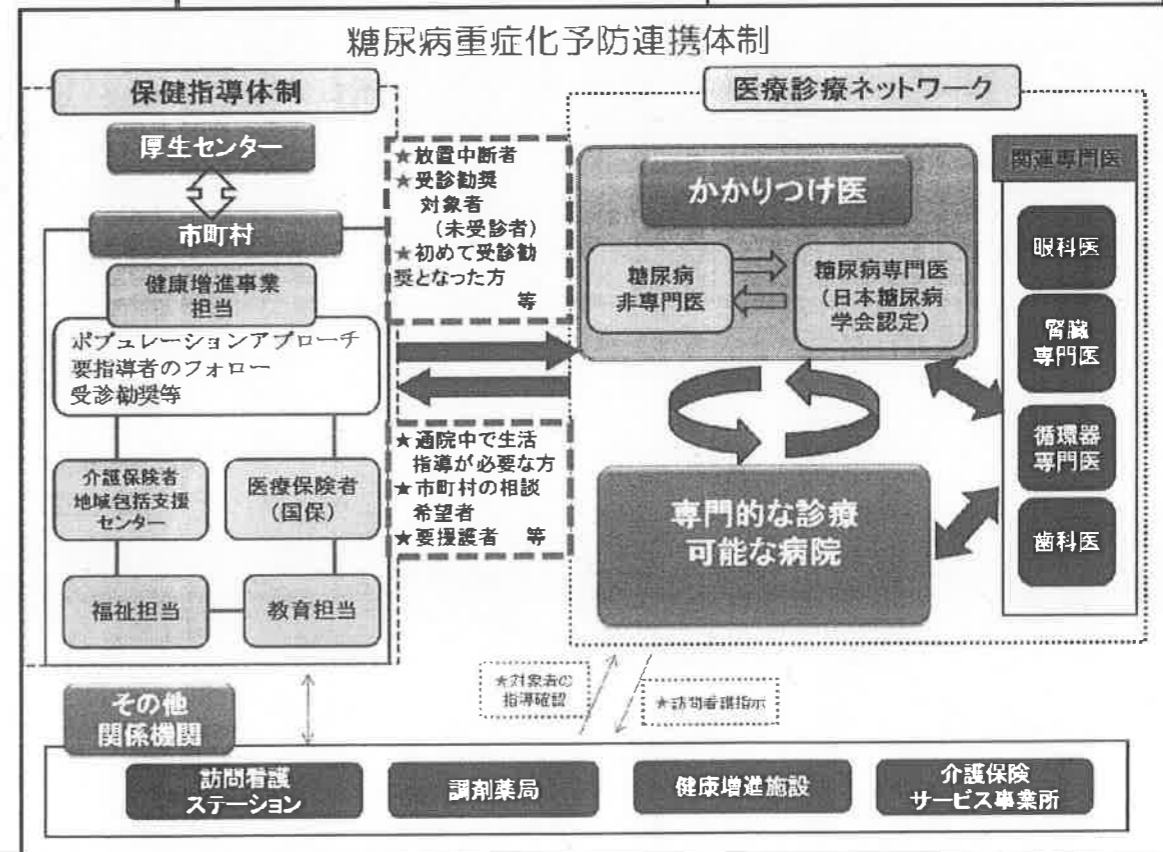 糖尿病重症化予防連携体制
保健指導体制
厚生センター
市町村
健康増進事業
担当
ポピュレーションアプローチ
要指導者のフォロー
受診勧奨等
介護保険者
地域包括支援
センター
医療保険者
(国保)
福祉担当
教育担当
★放置中断者
★受診勧奨
対象者
(未受診者)
★初めて受診勧
奨となった方
等
★通院中で生活
指導が必要な方
★市町村の相談
希望者
★要援護者 等
医療診療ネットワーク
かかりつけ医
糖尿病
非専門医
糖尿病専門医
(日本糖尿病
学会認定)
専門的な診療
可能な病院
関連専門医
眼科医
腎臓
専門医
循環器
専門医
歯科医
★対象者の
指導確認
★訪問看護指示
その他
関係機関
訪問看護
ステーション
調剤薬局
健康増進施設
介護保険
サービス事業所